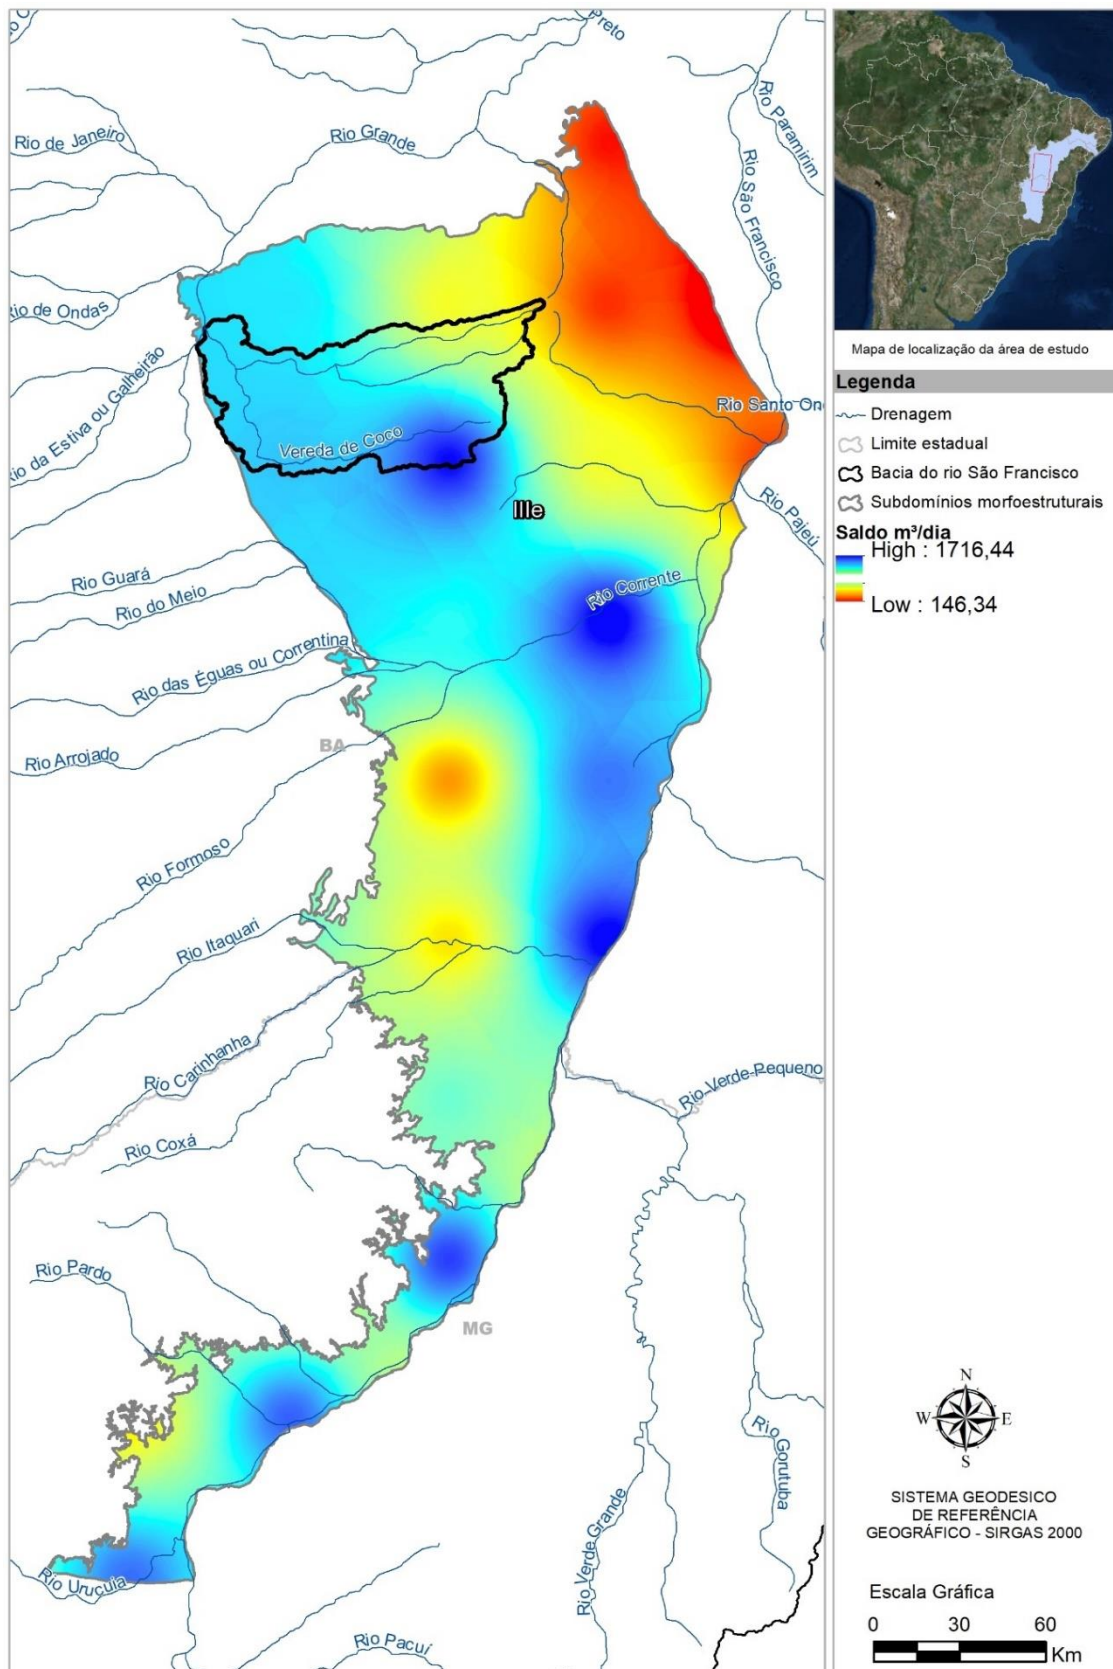 Preto
Rio de Janeiro
Rio Grande
Rio Paramirim
Rio São Francisco
Rio de Ondas
Rio da Estiva ou Galheirão
Rio Santo On
Vereda de Coco
IIIe
Rio Pajeú
Rio Guará
Rio do Meio
Rio Corrente
Rio das Éguas ou Correntina
BA
Rio Arrojado
Rio Formoso
Rio Itaquari
Rio Carinhanha
Rio Verde Pequeno
Rio Coxá
Rio Pardo
MG
Rio Gorutuba
Rio Verde Grande
Rio Urucuia
Rio Pacuí
Mapa de localização da área de estudo
Legenda
Drenagem
Limite estadual
Bacia do rio São Francisco
Subdomínios morfoestruturais
Saldo m³/dia
High : 1716,44
Low : 146,34
N
W E
S
SISTEMA GEODESICO
DE REFERÊNCIA
GEOGRÁFICO - SIRGAS 2000
Escala Gráfica
0 30 60
Km